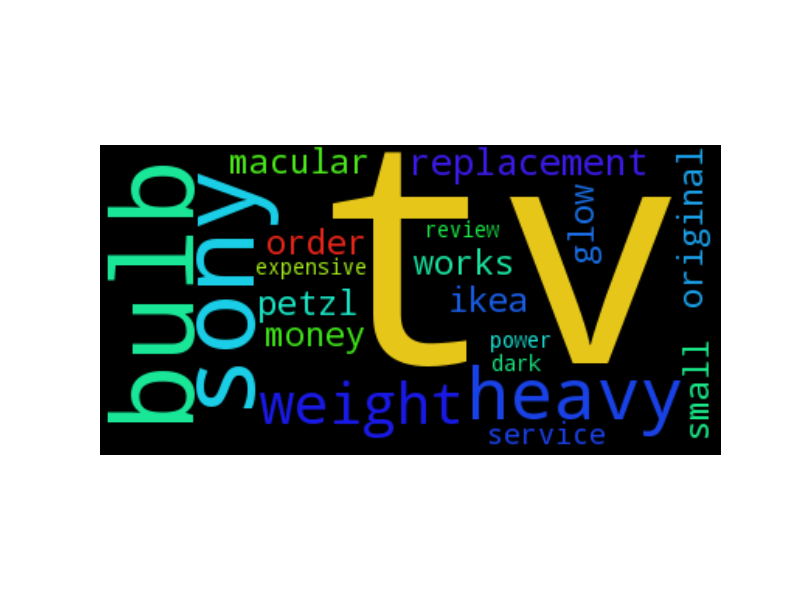 macular
replacement
tv
bulb
sony
original
glow
order
review
expensive
works
petzl
ikea
money
power
dark
small
weight
heavy
service